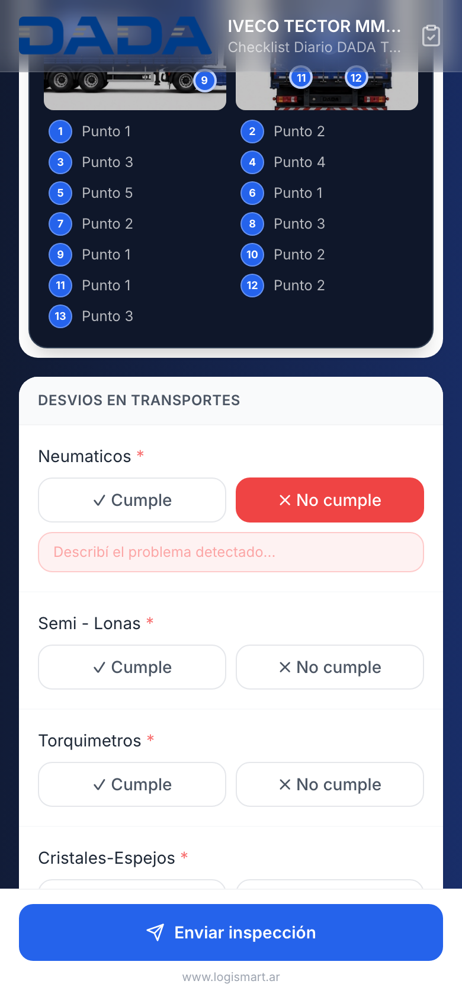 DADA
IVECO TECTOR MM...
Checklist Diario DADA T...
9
11
12
DADA
1 Punto 1
2 Punto 2
3 Punto 3
4 Punto 4
5 Punto 5
6 Punto 1
7 Punto 2
8 Punto 3
9 Punto 1
10 Punto 2
11 Punto 1
12 Punto 2
13 Punto 3
DESVIOS EN TRANSPORTES
Neumaticos *
✓ Cumple
✕ No cumple
Describí el problema detectado...
Semi - Lonas *
✓ Cumple
✕ No cumple
Torquimetros *
✓ Cumple
✕ No cumple
Cristales-Espejos *
Enviar inspección
www.logismart.ar